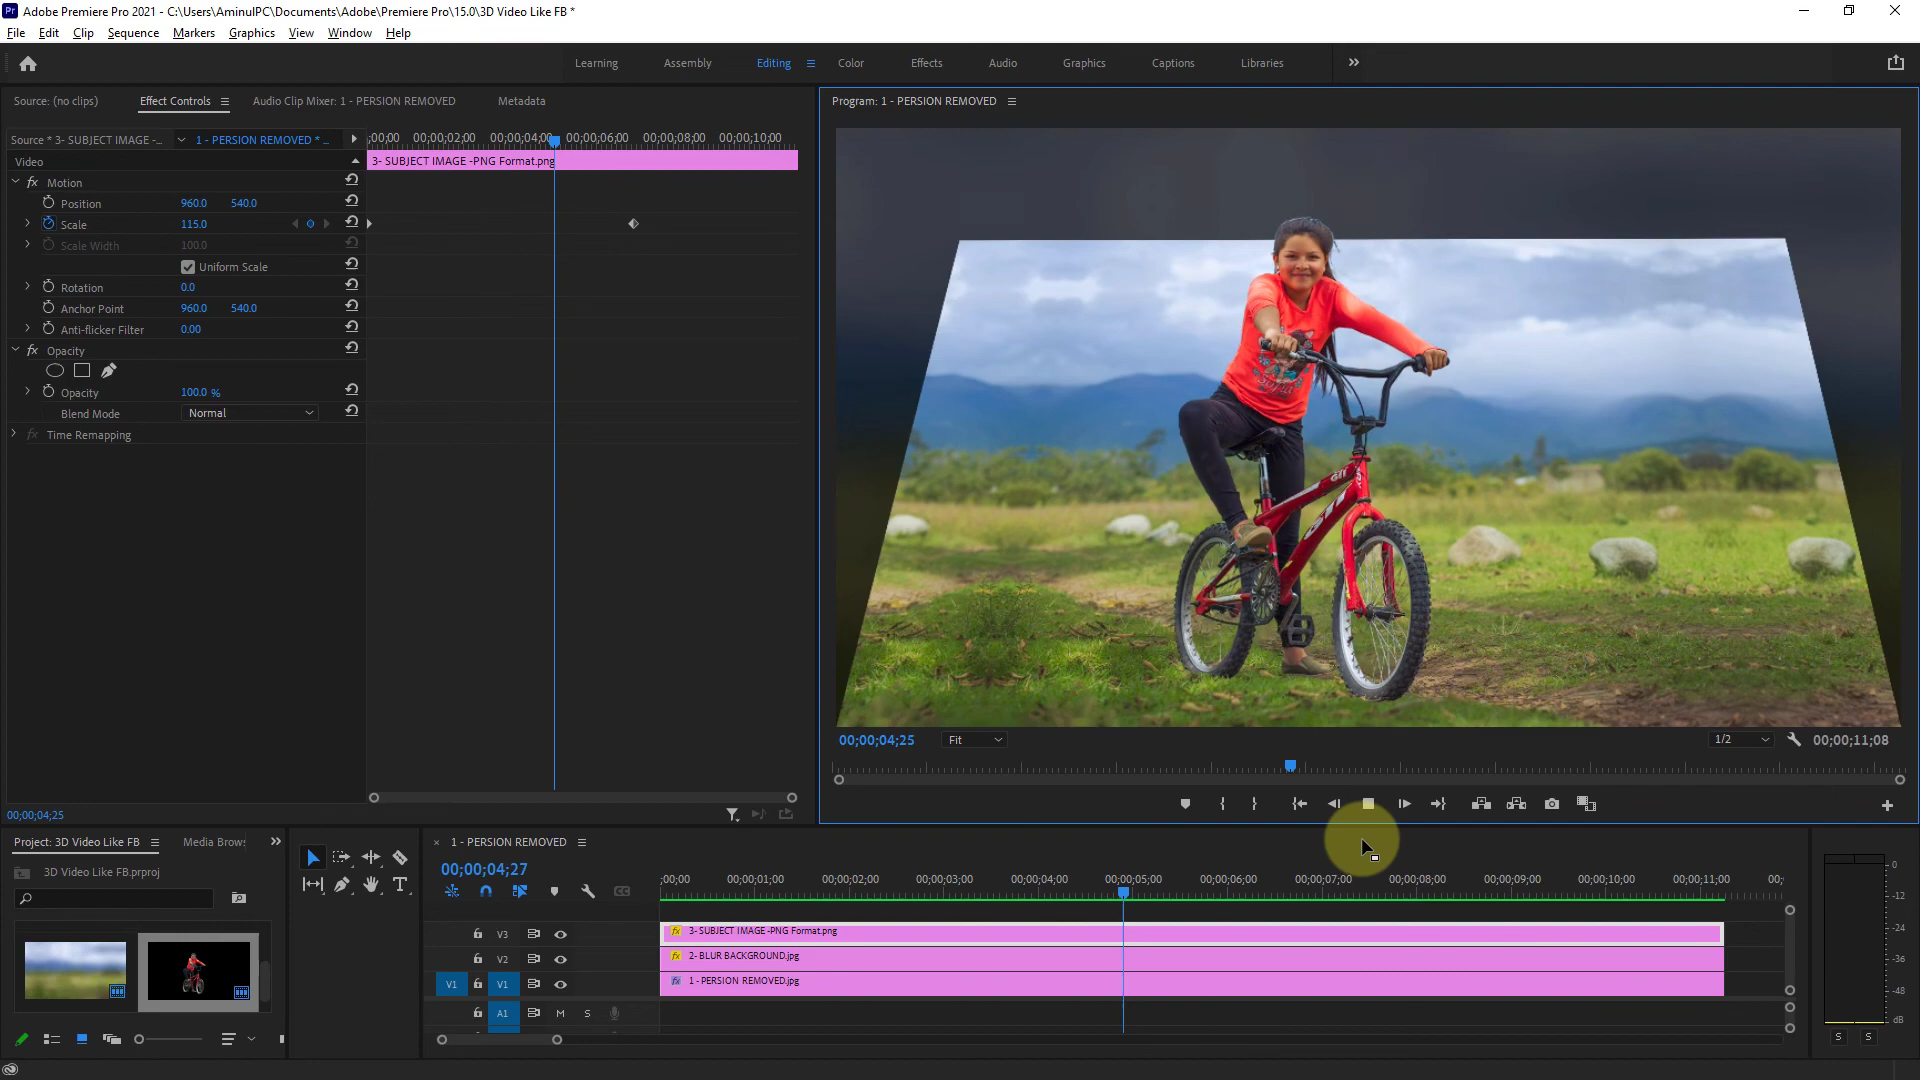 Adobe Premiere Pro 2021 - C:\Users\AminulPC\Documents\Adobe\Premiere Pro\15.0\3D Video Like FB *
File Edit Clip Sequence Markers Graphics View Window Help
Learning Assembly Editing Color Effects Audio Graphics Captions Libraries
Source: (no clips) Effect Controls Audio Clip Mixer: 1 - PERSION REMOVED Metadata
Program: 1 - PERSION REMOVED
Source * 3- SUBJECT IMAGE -... 1 - PERSION REMOVED * ...
;00;00 00;00;02;00 00;00;04;00 00;00;06;00 00;00;08;00 00;00;10;00
Video
3- SUBJECT IMAGE -PNG Format.png
Motion
Position 960.0 540.0
Scale 115.0
Scale Width 100.0
Uniform Scale
Rotation 0.0
Anchor Point 960.0 540.0
Anti-flicker Filter 0.00
Opacity
Opacity 100.0 %
Blend Mode Normal
Time Remapping
00;00;04;25 Fit 1/2 00;00;11;08
00;00;04;25
Project: 3D Video Like FB Media Brows
3D Video Like FB.prproj
1 - PERSION REMOVED
00;00;04;27
;00;00 00;00;01;00 00;00;02;00 00;00;03;00 00;00;04;00 00;00;05;00 00;00;06;00 00;00;07;00 00;00;08;00 00;00;09;00 00;00;10;00 00;00;11;00 00;
V3 3- SUBJECT IMAGE -PNG Format.png
V2 2- BLUR BACKGROUND.jpg
V1 V1 1 - PERSION REMOVED.jpg
A1 M S
0
-12
-24
-36
-48
dB
S S